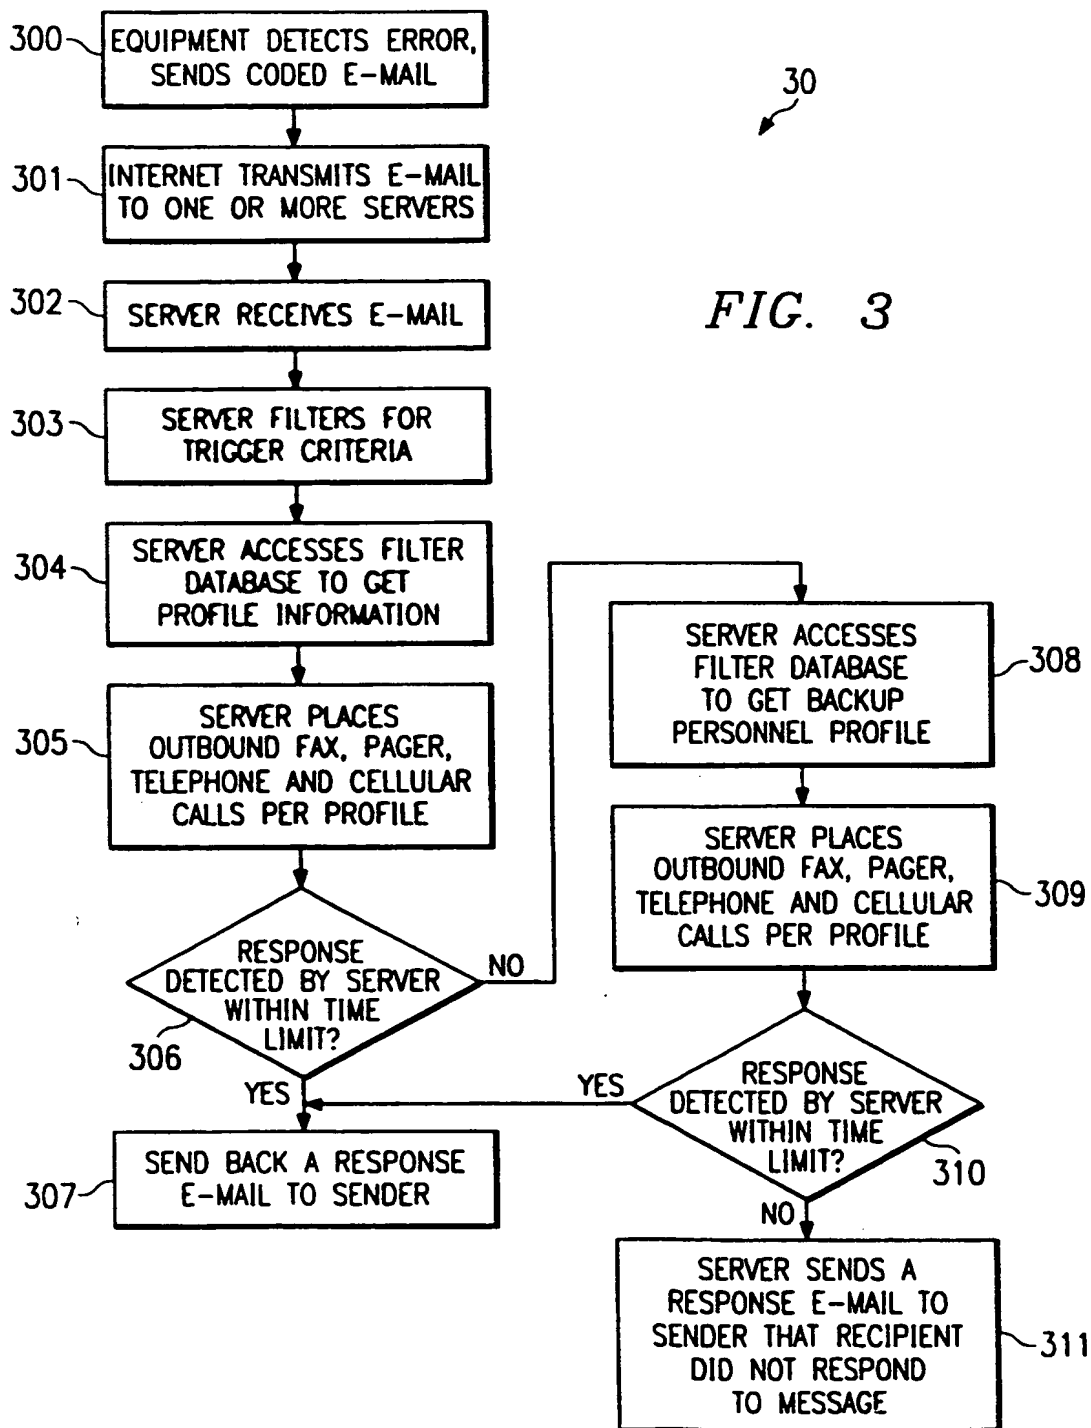 300
EQUIPMENT DETECTS ERROR,
SENDS CODED E-MAIL
30
301
INTERNET TRANSMITS E-MAIL
TO ONE OR MORE SERVERS
302
SERVER RECEIVES E-MAIL
FIG. 3
303
SERVER FILTERS FOR
TRIGGER CRITERIA
304
SERVER ACCESSES FILTER
DATABASE TO GET
PROFILE INFORMATION
305
SERVER PLACES
OUTBOUND FAX, PAGER,
TELEPHONE AND CELLULAR
CALLS PER PROFILE
RESPONSE
DETECTED BY SERVER
WITHIN TIME
LIMIT?
306
NO
YES
307
SEND BACK A RESPONSE
E-MAIL TO SENDER
SERVER ACCESSES
FILTER DATABASE
TO GET BACKUP
PERSONNEL PROFILE
308
SERVER PLACES
OUTBOUND FAX, PAGER,
TELEPHONE AND CELLULAR
CALLS PER PROFILE
309
YES
RESPONSE
DETECTED BY SERVER
WITHIN TIME
LIMIT?
310
NO
SERVER SENDS A
RESPONSE E-MAIL TO
SENDER THAT RECIPIENT
DID NOT RESPOND
TO MESSAGE
311